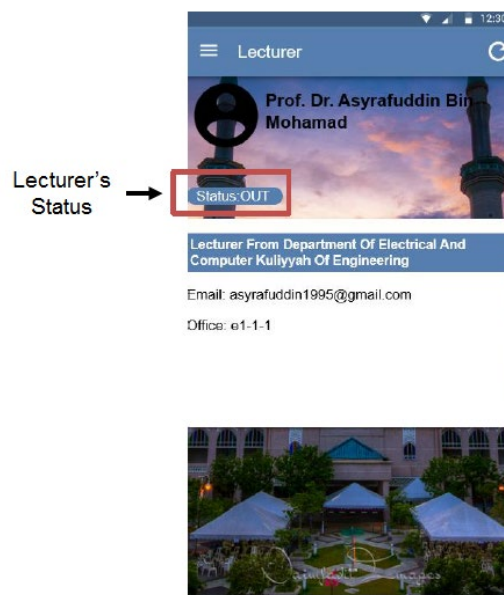 12:30
Lecturer
Prof. Dr. Asyrafuddin Bin
Mohamad
Lecturer's
Status
Status:OUT
Lecturer From Department Of Electrical And
Computer Kuliyyah Of Engineering
Email: asyrafuddin1995@gmail.com
Office: e1-1-1